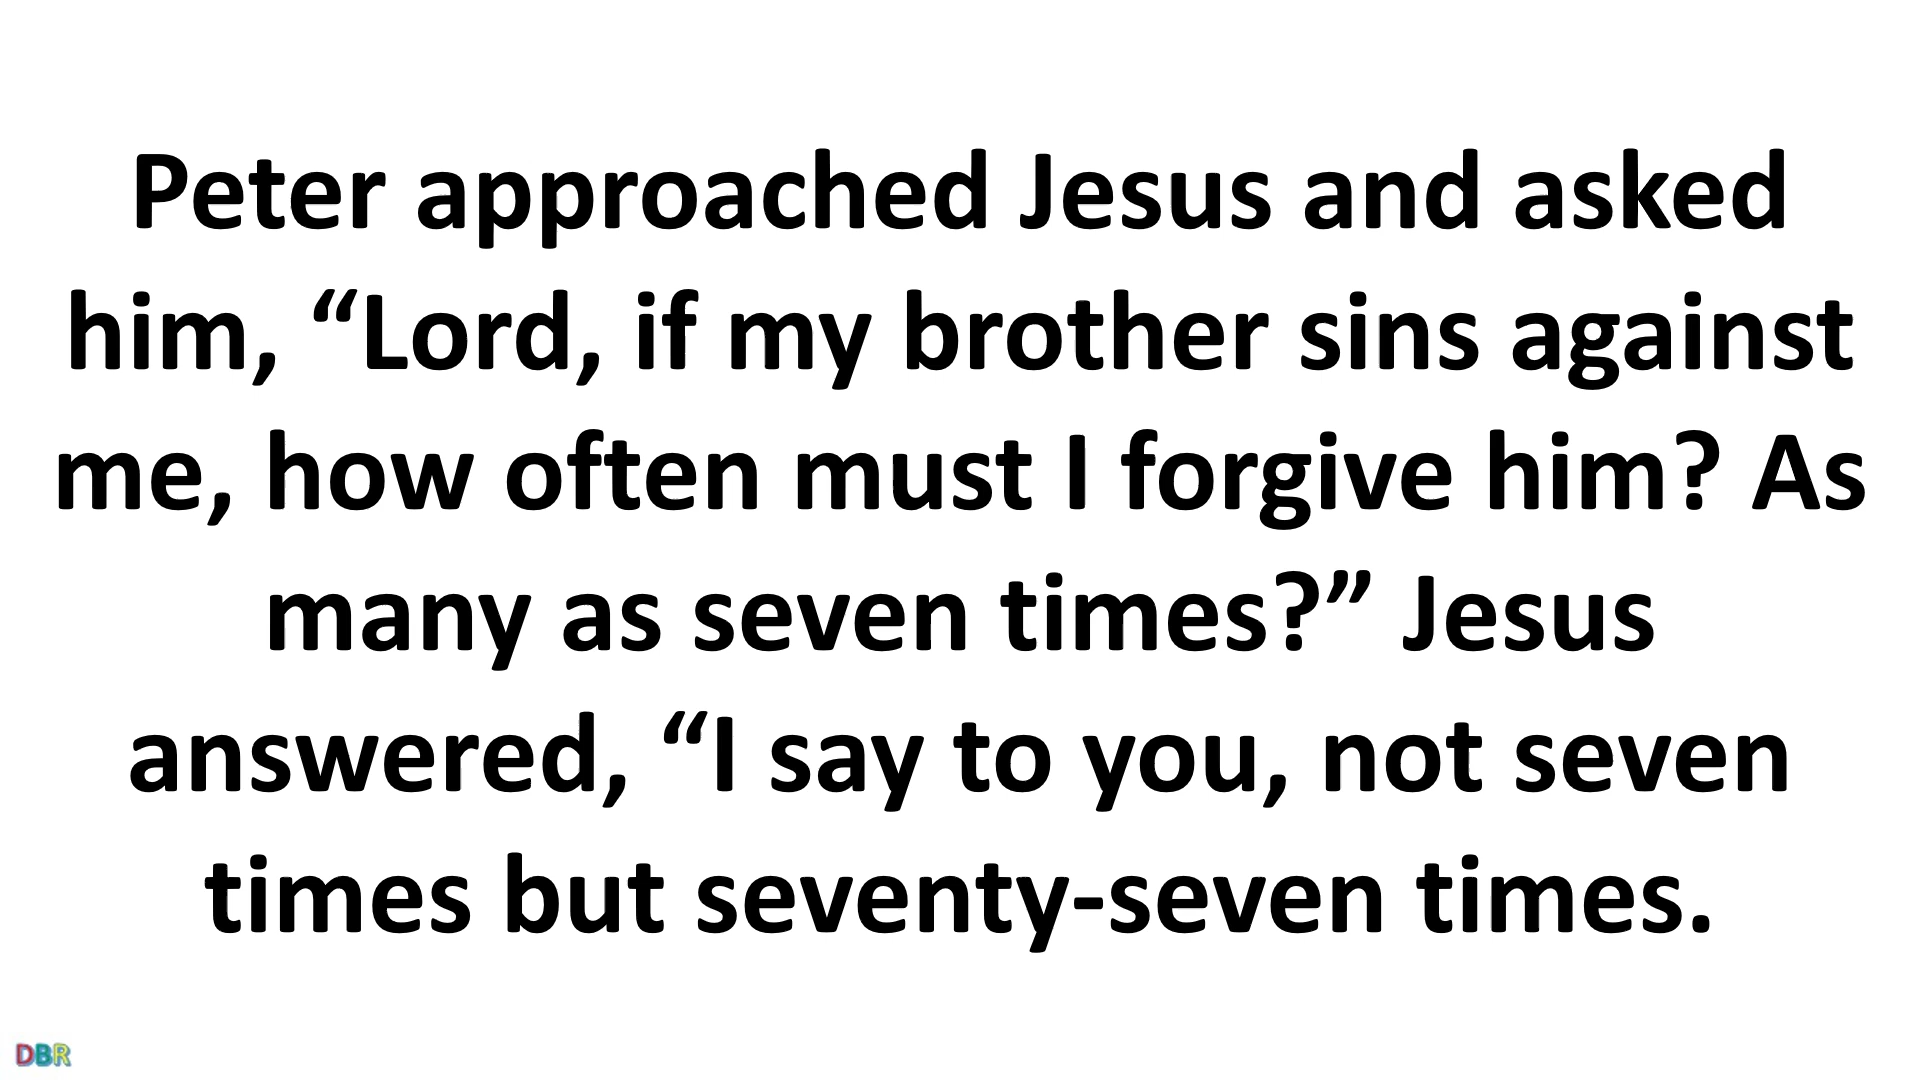 Peter approached Jesus and asked
him, “Lord, if my brother sins against
me, how often must I forgive him? As
many as seven times?” Jesus
answered, “I say to you, not seven
times but seventy-seven times.
DBR